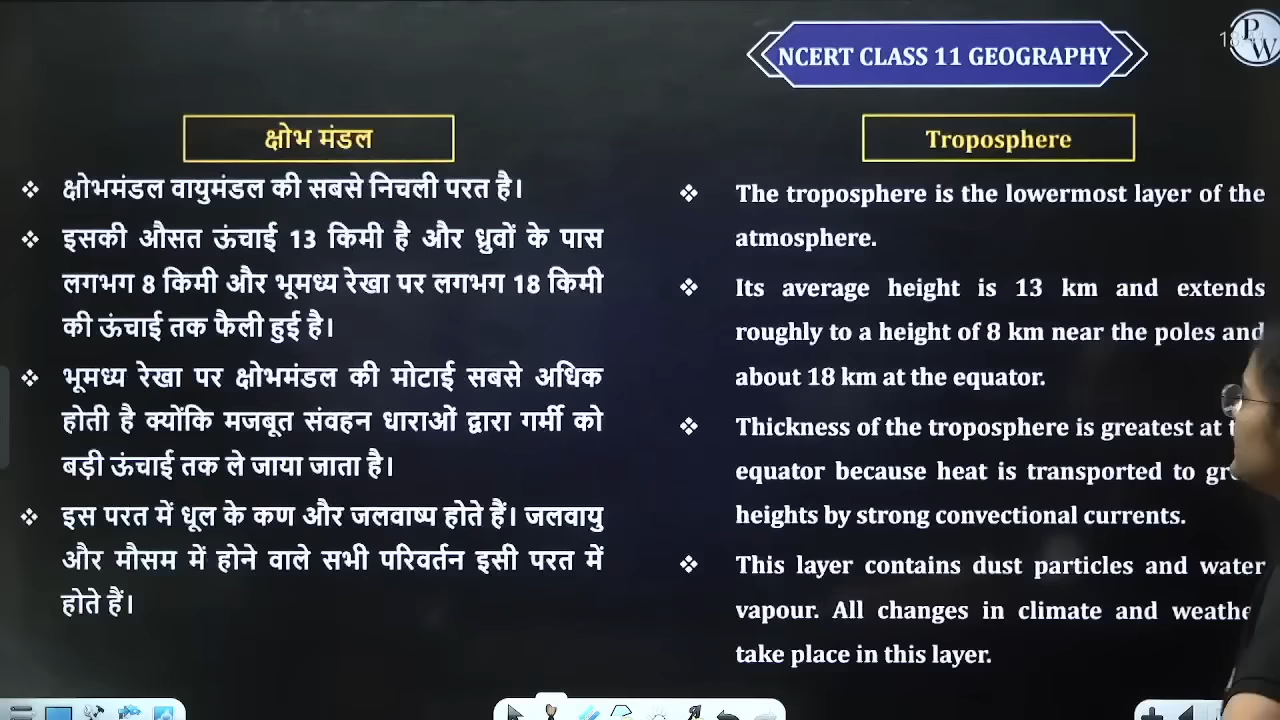 NCERT CLASS 11 GEOGRAPHY
PW
क्षोभ मंडल
क्षोभमंडल वायुमंडल की सबसे निचली परत है।
इसकी औसत ऊंचाई 13 किमी है और ध्रुवों के पास
लगभग 8 किमी और भूमध्य रेखा पर लगभग 18 किमी
की ऊंचाई तक फैली हुई है।
भूमध्य रेखा पर क्षोभमंडल की मोटाई सबसे अधिक
होती है क्योंकि मजबूत संवहन धाराओं द्वारा गर्मी को
बड़ी ऊंचाई तक ले जाया जाता है।
इस परत में धूल के कण और जलवाष्प होते हैं। जलवायु
और मौसम में होने वाले सभी परिवर्तन इसी परत में
होते हैं।
Troposphere
The troposphere is the lowermost layer of the
atmosphere.
Its average height is 13 km and extends
roughly to a height of 8 km near the poles and
about 18 km at the equator.
Thickness of the troposphere is greatest at
equator because heat is transported to
heights by strong convectional currents.
This layer contains dust particles and water
vapour. All changes in climate and
take place in this layer.